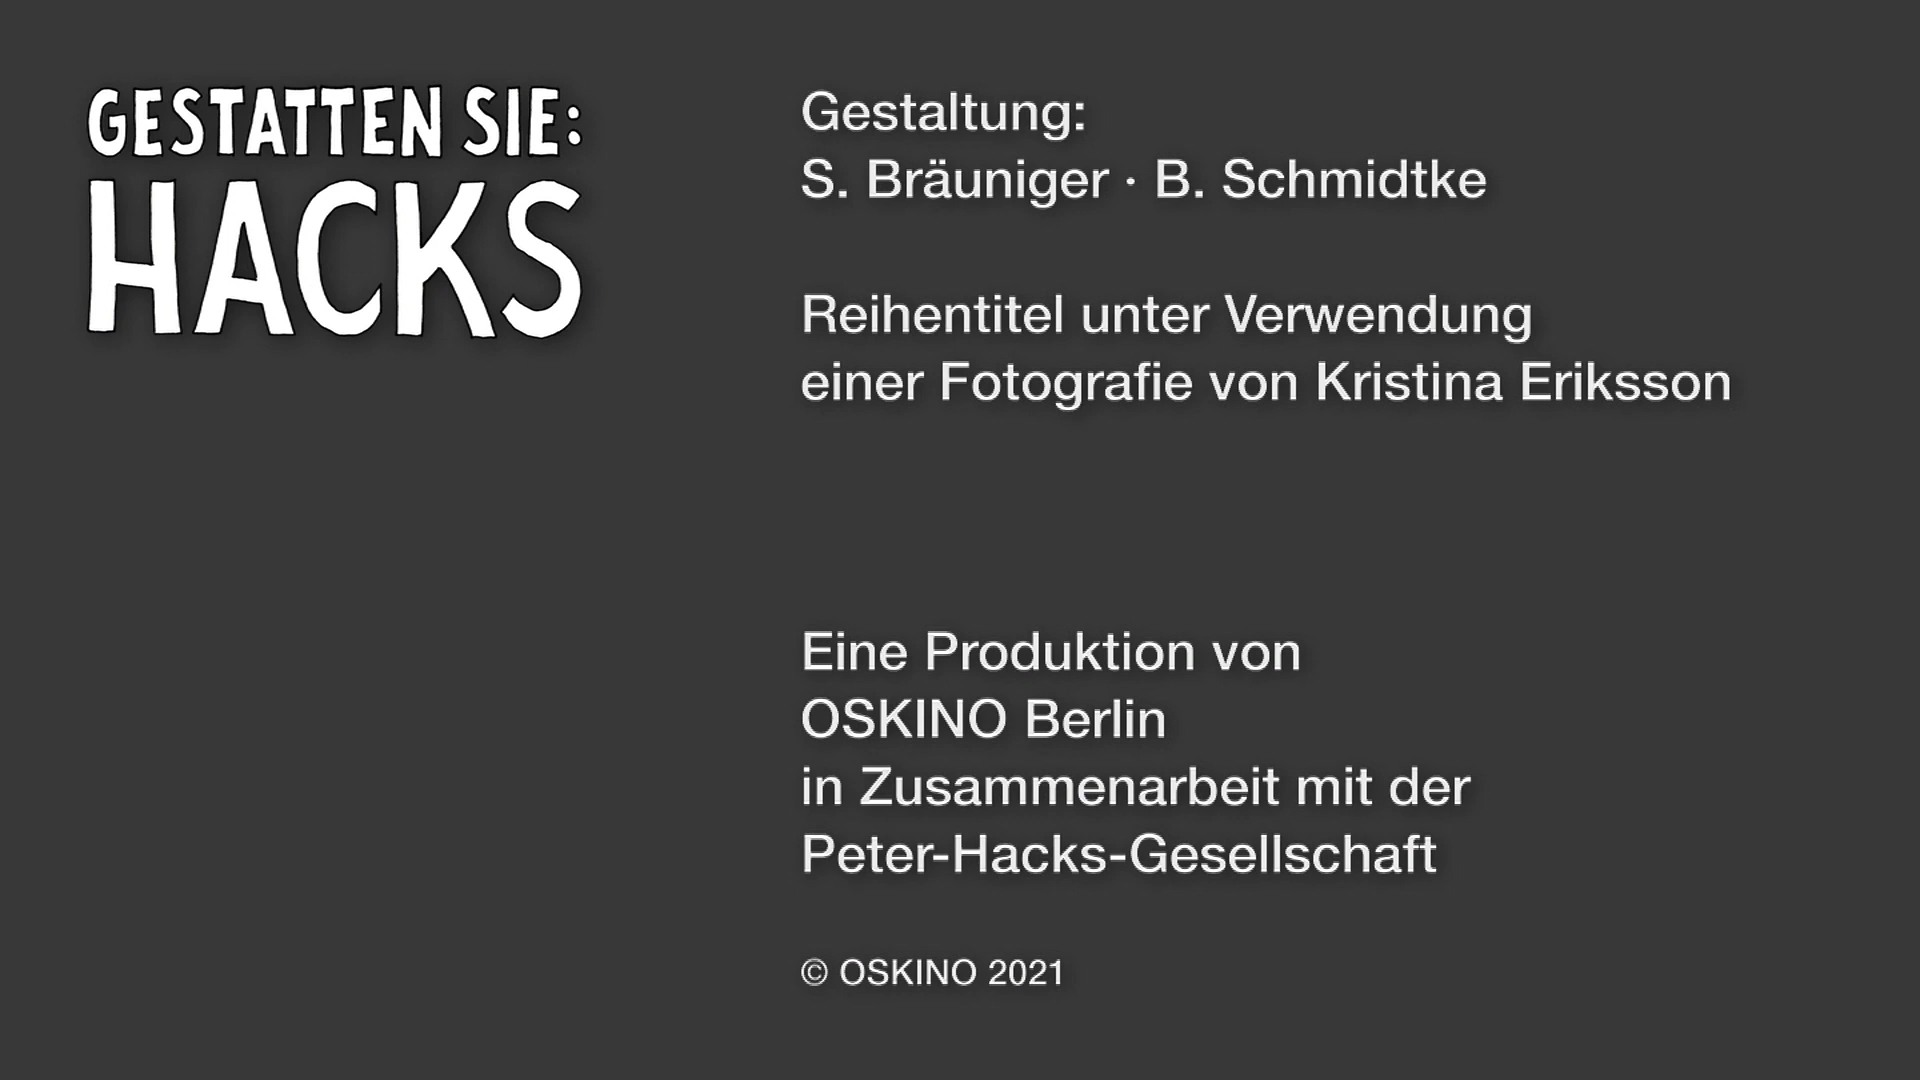 GESTATTEN SIE:
HACKS
Gestaltung:
S. Bräuniger · B. Schmidtke
Reihentitel unter Verwendung
einer Fotografie von Kristina Eriksson
Eine Produktion von
OSKINO Berlin
in Zusammenarbeit mit der
Peter-Hacks-Gesellschaft
© OSKINO 2021